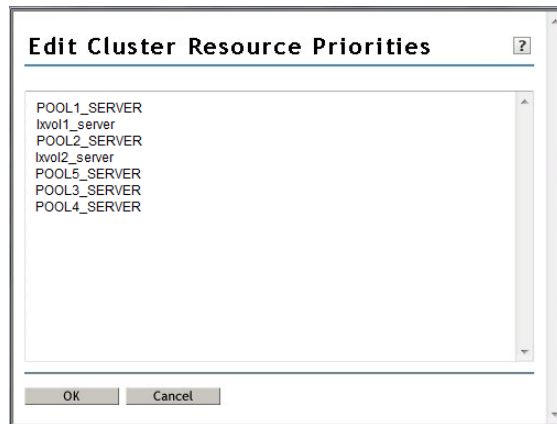 Edit Cluster Resource Priorities
?
POOL1_SERVER
lxvol1_server
POOL2_SERVER
lxvol2_server
POOL5_SERVER
POOL3_SERVER
POOL4_SERVER
OK Cancel